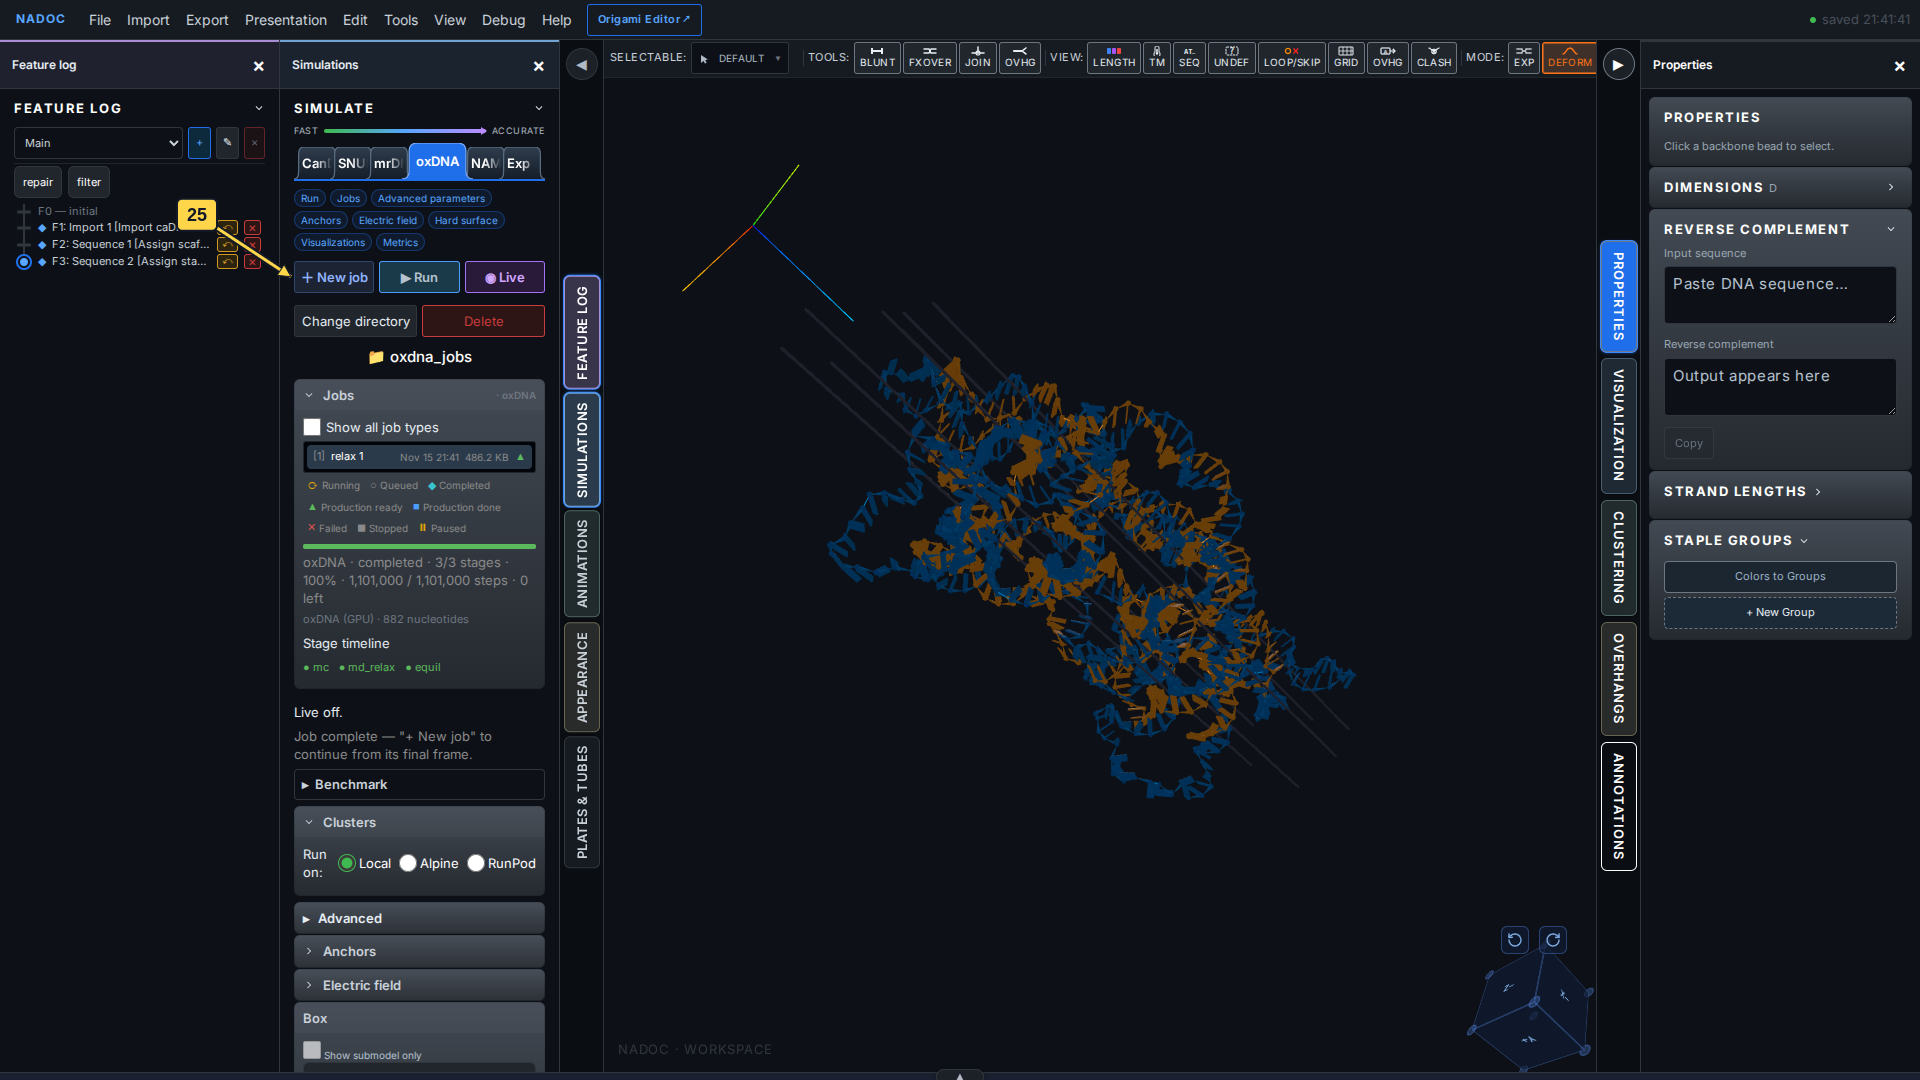 NADOC File Import Export Presentation Edit Tools View Debug Help Origami Editor↗ saved 21:41:41
Feature log ×
FEATURE LOG
Main + ✎ ×
repair filter
F0 — initial
25
F1: Import 1 [Import caD.
F2: Sequence 1 [Assign scaf...
F3: Sequence 2 [Assign sta...
Simulations ×
SIMULATE
FAST ACCURATE
Can SNU mrD oxDNA NAM Exp
Run Jobs Advanced parameters
Anchors Electric field Hard surface
Visualizations Metrics
+ New job ▶ Run ◉ Live
Change directory Delete
📁 oxdna_jobs
Jobs · oxDNA
Show all job types
[1] relax 1 Nov 15 21:41 486.2 KB ▲
⟳ Running ○ Queued ◆ Completed
▲ Production ready ■ Production done
✕ Failed ■ Stopped ⏸ Paused
oxDNA · completed · 3/3 stages ·
100% · 1,101,000 / 1,101,000 steps · 0
left
oxDNA (GPU) · 882 nucleotides
Stage timeline
● mc ● md_relax ● equil
Live off.
Job complete — "+ New job" to
continue from its final frame.
▶ Benchmark
Clusters
Run
on: Local Alpine RunPod
▶ Advanced
› Anchors
› Electric field
Box
Show submodel only
FEATURE LOG
SIMULATIONS
ANIMATIONS
APPEARANCE
PLATES & TUBES
SELECTABLE: DEFAULT ▾ TOOLS: BLUNT FXOVER JOIN OVHG VIEW: LENGTH TM AT.. SEQ UNDEF LOOP/SKIP GRID OVHG CLASH MODE: EXP DEFORM
NADOC · WORKSPACE
PROPERTIES
VISUALIZATION
CLUSTERING
OVERHANGS
ANNOTATIONS
Properties ×
PROPERTIES
Click a backbone bead to select.
DIMENSIONS D ›
REVERSE COMPLEMENT
Input sequence
Paste DNA sequence...
Reverse complement
Output appears here
Copy
STRAND LENGTHS ›
STAPLE GROUPS
Colors to Groups
+ New Group